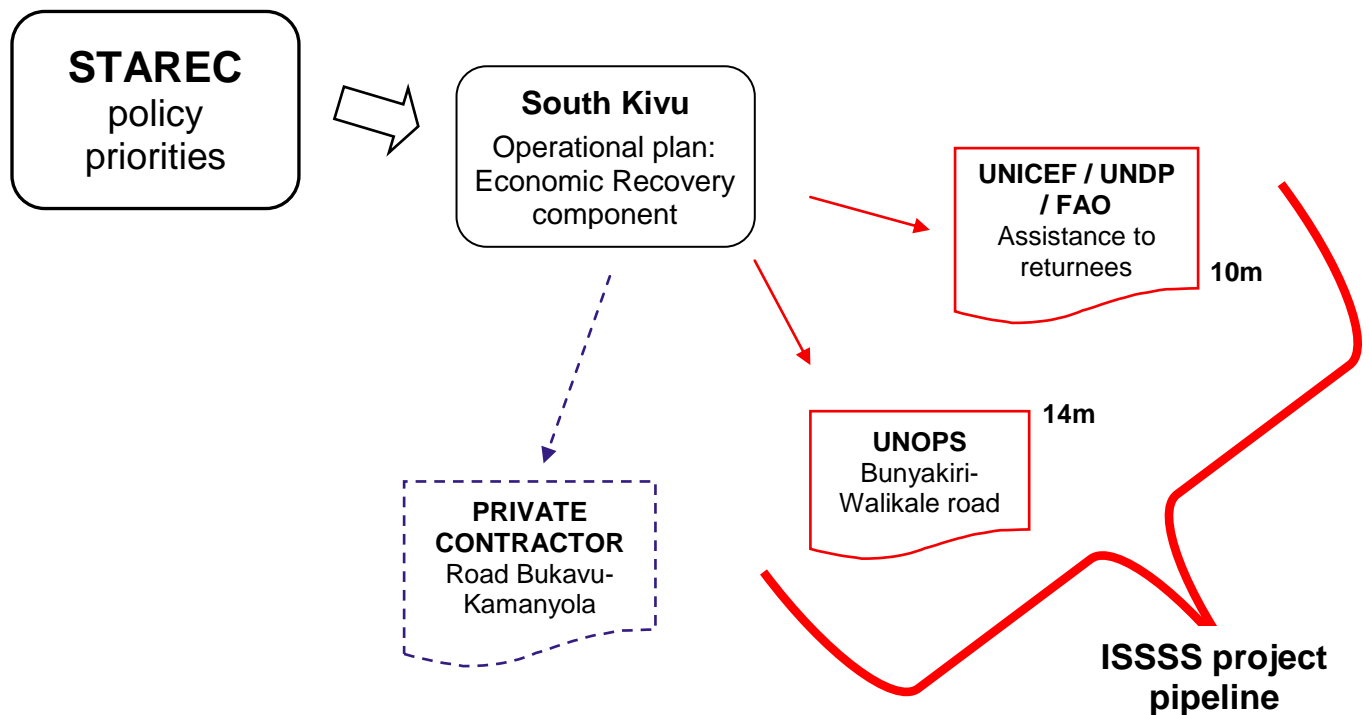 STAREC
policy
priorities
South Kivu
Operational plan:
Economic Recovery
component
UNICEF / UNDP
/ FAO
Assistance to
returnees
10m
14m
UNOPS
Bunyakiri-
Walikale road
PRIVATE
CONTRACTOR
Road Bukavu-
Kamanyola
ISSSS project
pipeline